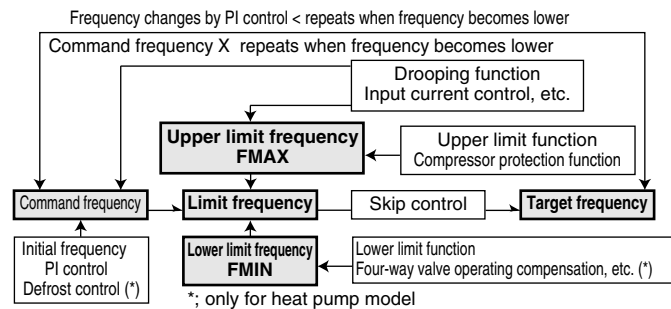 Frequency changes by PI control < repeats when frequency becomes lower
Command frequency X repeats when frequency becomes lower
Drooping function
Input current control, etc.
Upper limit frequency
FMAX
Upper limit function
Compressor protection function
Command frequency
Limit frequency
Skip control
Target frequency
Initial frequency
PI control
Defrost control (*)
Lower limit frequency
FMIN
Lower limit function
Four-way valve operating compensation, etc. (*)
*; only for heat pump model